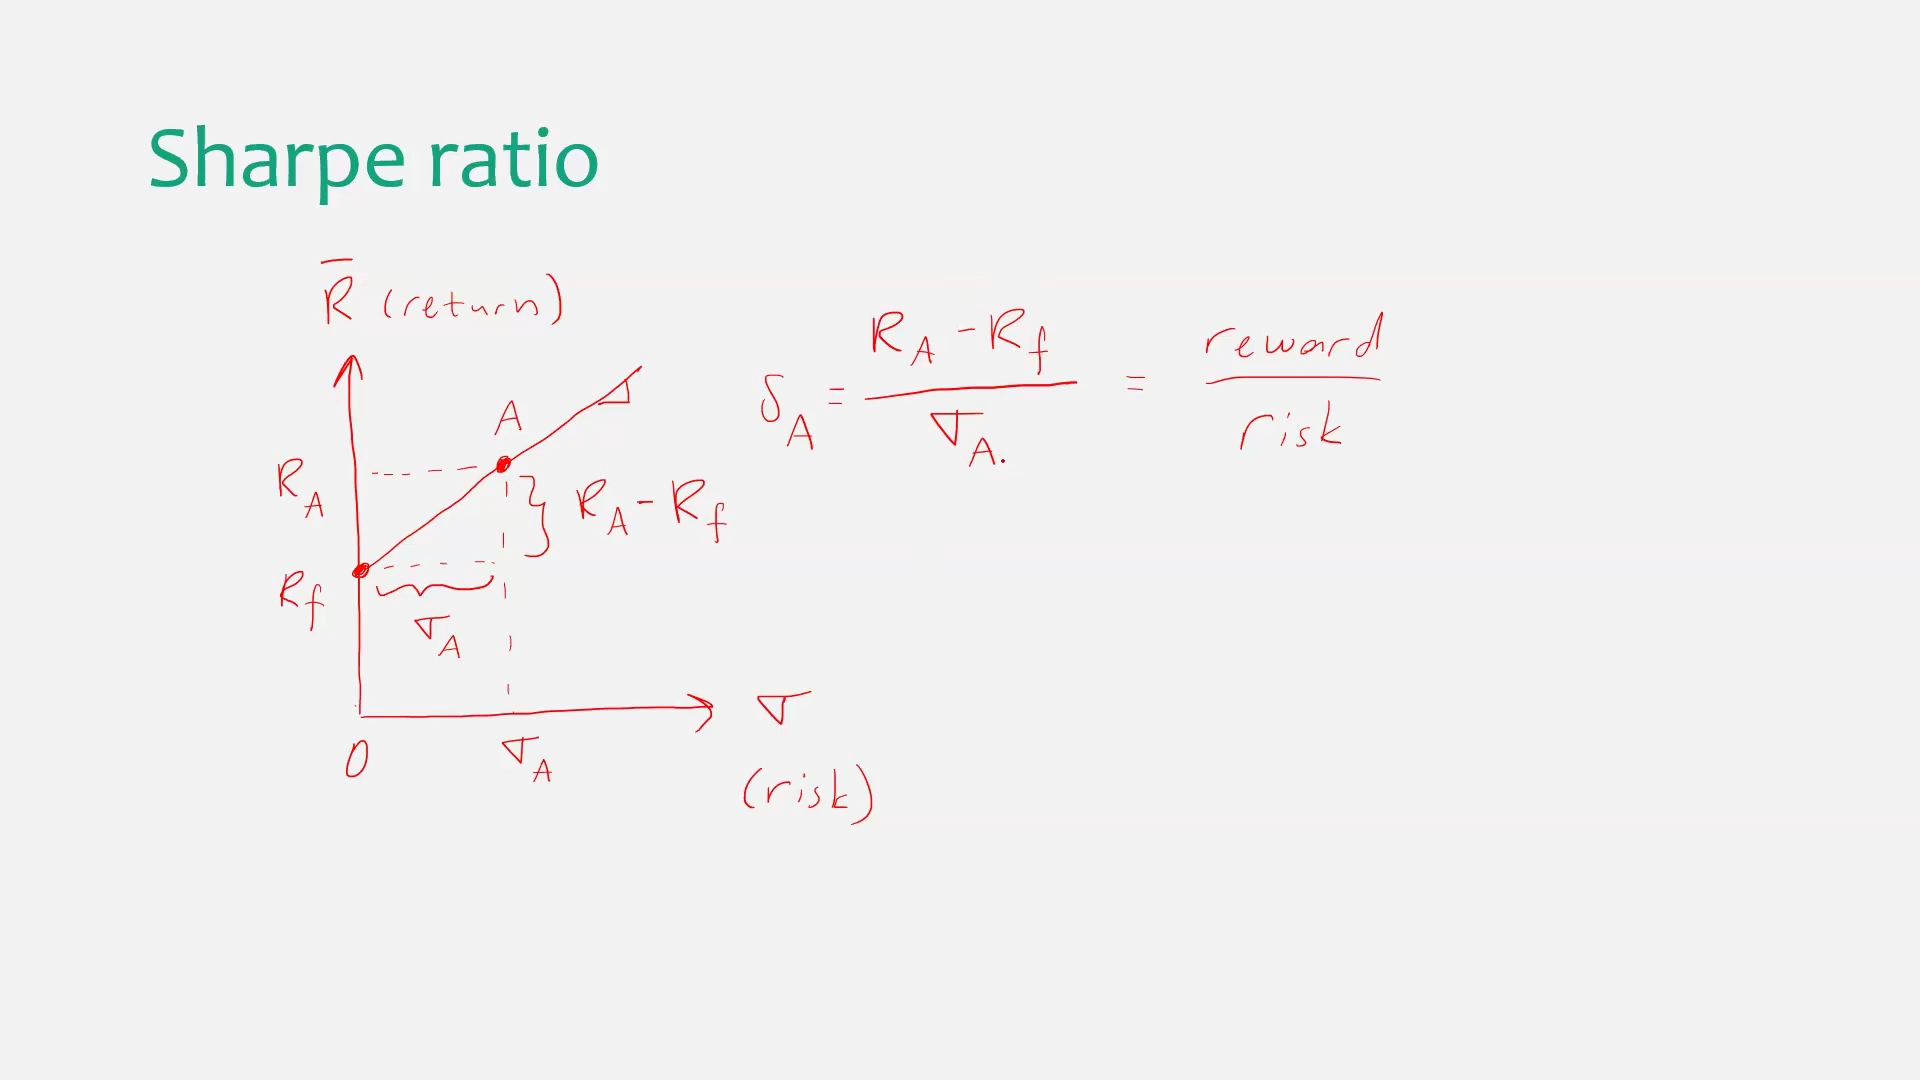 Sharpe ratio
R̄ (return)
δ_A = (R_A - R_f) / σ_A. = reward / risk
A
R_A
R_A - R_f
R_f
σ_A
σ
0
σ_A
(risk)